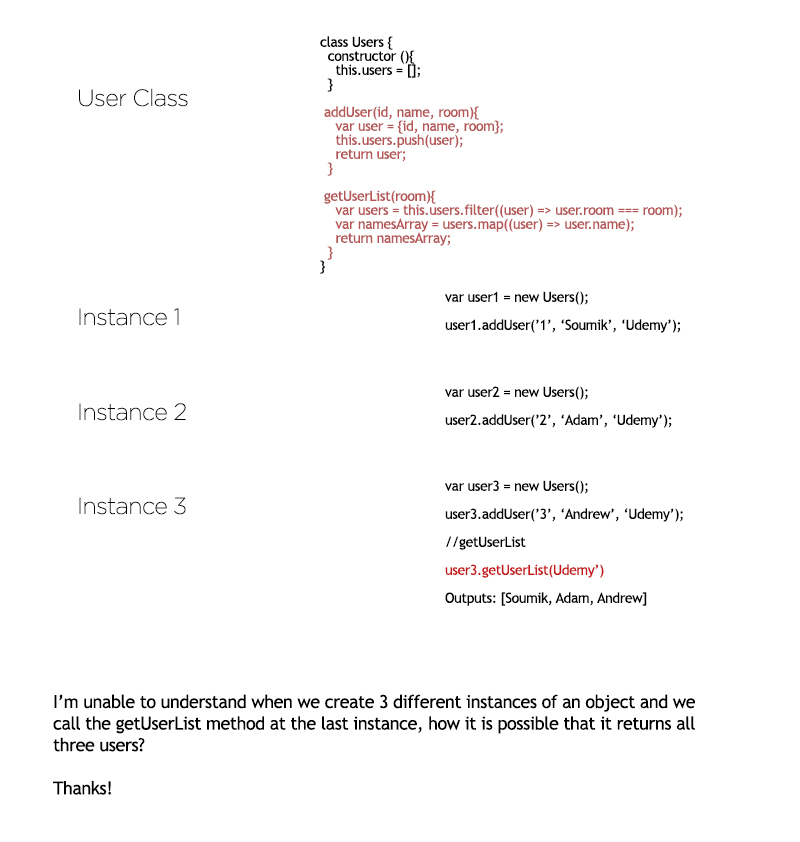 class Users {
constructor (){
this.users = [];
}
User Class
addUser(id, name, room){
var user = {id, name, room};
this.users.push(user);
return user;
}
getUserList(room){
var users = this.users.filter((user) => user.room === room);
var namesArray = users.map((user) => user.name);
return namesArray;
}
}
Instance 1
var user1 = new Users();
user1.addUser(’1’, ‘Soumik’, ‘Udemy’);
Instance 2
var user2 = new Users();
user2.addUser(’2’, ‘Adam’, ‘Udemy’);
Instance 3
var user3 = new Users();
user3.addUser(’3’, ‘Andrew’, ‘Udemy’);
//getUserList
user3.getUserList(Udemy’)
Outputs: [Soumik, Adam, Andrew]
I’m unable to understand when we create 3 different instances of an object and we
call the getUserList method at the last instance, how it is possible that it returns all
three users?
Thanks!